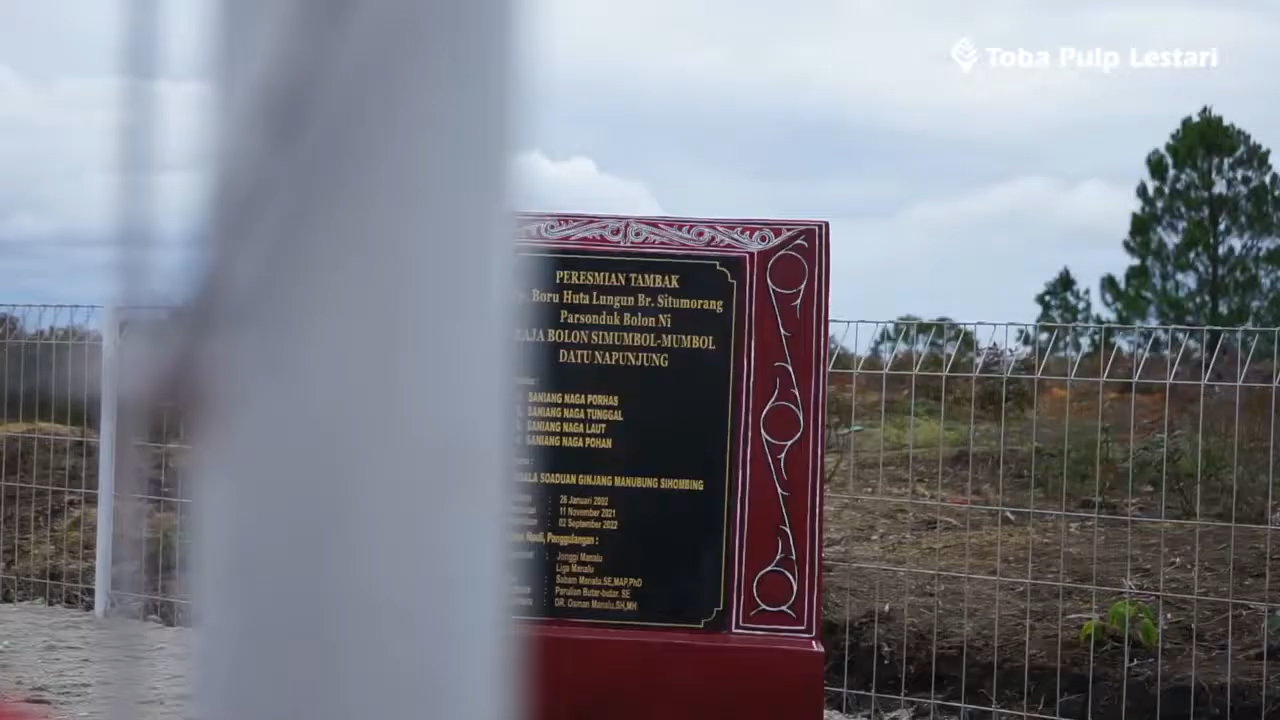 Toba Pulp Lestari
PERESMIAN TAMBAK
Boru Huta Lungun Br. Situmorang
Parsonduk Bolon Ni
RAJA BOLON SIMUMBOL-MUMBOL
DATU NAPUNJUNG
SANIANG NAGA PORHAS
SANIANG NAGA TUNGGAL
SANIANG NAGA LAUT
SANIANG NAGA POHAN
SOADUAN GINJANG MANUBUNG SIHOMBING
: 26 Januari 2002
: 11 November 2021
: 02 September 2022
Huadi, Panggulangan :
: Jonggi Manalu
Liga Manalu
: Sabam Manalu.SE,MAP,PhD
: Parulian Butar-butar. SE
: DR. Osman Manalu.SH,MH